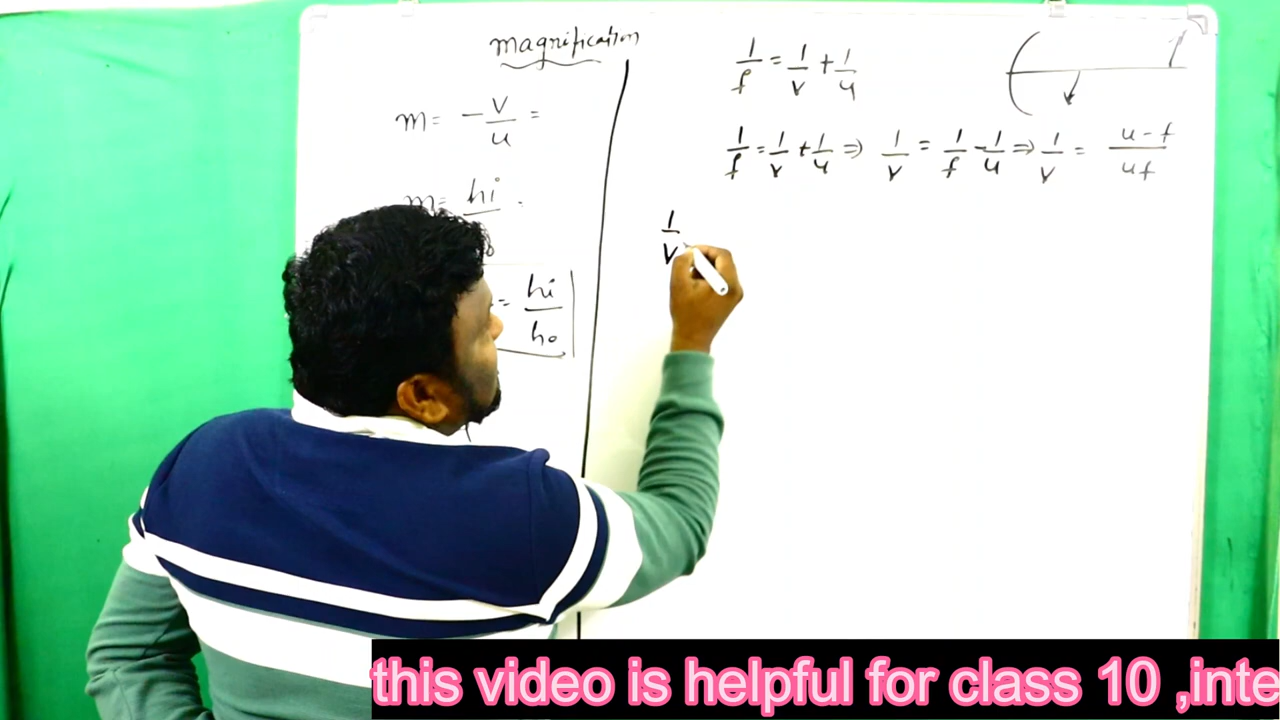 magnification
m = -v/u =
m = hi/
= hi/ho
1/f = 1/v + 1/u
1/f = 1/v + 1/u ⇒ 1/v = 1/f - 1/u ⇒ 1/v = u-f/uf
1/v
this video is helpful for class 10 ,inte